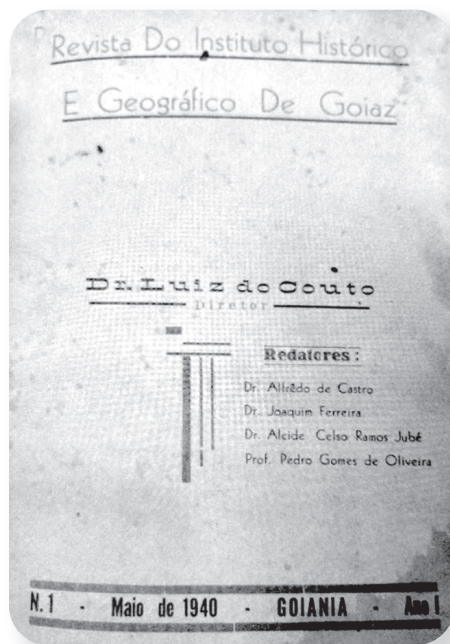 Revista Do Instituto Histórico
E Geográfico De Goiaz
Dr. Luiz do Couto
Diretor
Redatores :
Dr. Alfrêdo de Castro
Dr. Joaquim Ferreira
Dr. Alcide Celso Ramos Jubé
Prof. Pedro Gomes de Oliveira
N. 1 - Maio de 1940 - GOIANIA - Ano I